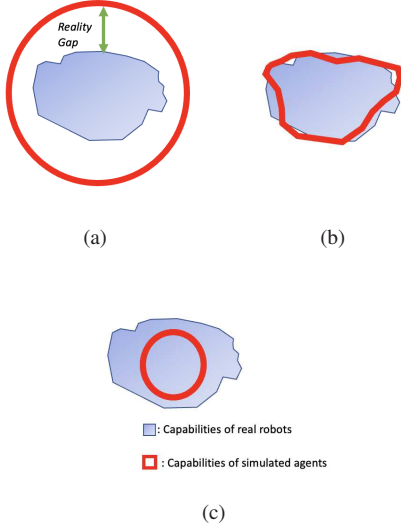 Reality
Gap
(a)
(b)
: Capabilities of real robots
: Capabilities of simulated agents
(c)